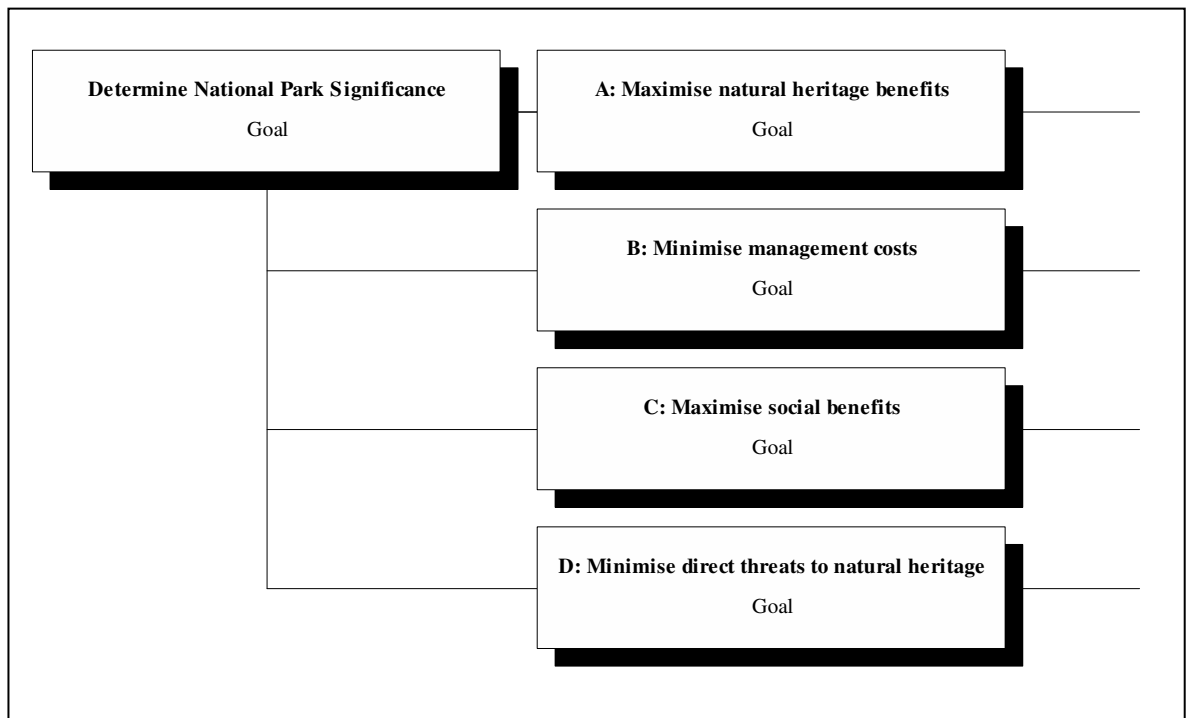 Determine National Park Significance
Goal
A: Maximise natural heritage benefits
Goal
B: Minimise management costs
Goal
C: Maximise social benefits
Goal
D: Minimise direct threats to natural heritage
Goal